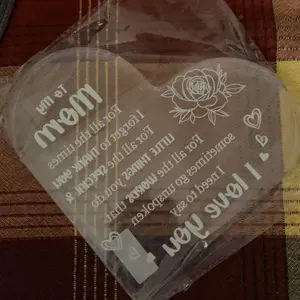 TO MY
Mom
For all the times
I forgot to THANK YOU
For all the SPECIAL &
LITTLE THINGS you do
For all the WORDS that
sometimes go unspoken
I need to say
I love you